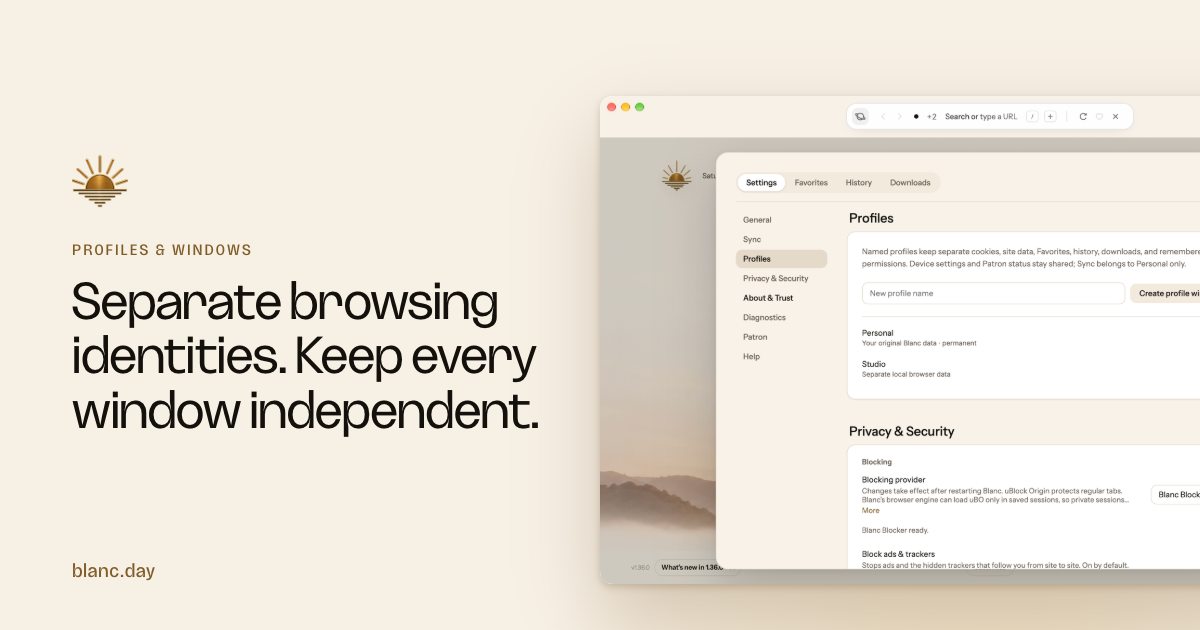 PROFILES & WINDOWS
Separate browsing
identities. Keep every
window independent.
blanc.day
+2 Search or type a URL / +
Settings Favorites History Downloads
General
Sync
Profiles
Privacy & Security
About & Trust
Diagnostics
Patron
Help
Profiles
Named profiles keep separate cookies, site data, Favorites, history, downloads, and remembere
permissions. Device settings and Patron status stay shared; Sync belongs to Personal only.
New profile name
Create profile wi
Personal
Your original Blanc data · permanent
Studio
Separate local browser data
Privacy & Security
Blocking
Blocking provider
Changes take effect after restarting Blanc. uBlock Origin protects regular tabs.
Blanc's browser engine can load uBO only in saved sessions, so private sessions...
More
Blanc Block
Blanc Blocker ready.
Block ads & trackers
Stops ads and the hidden trackers that follow you from site to site. On by default.
Satu
v1.36.0 What's new in 1.36.0